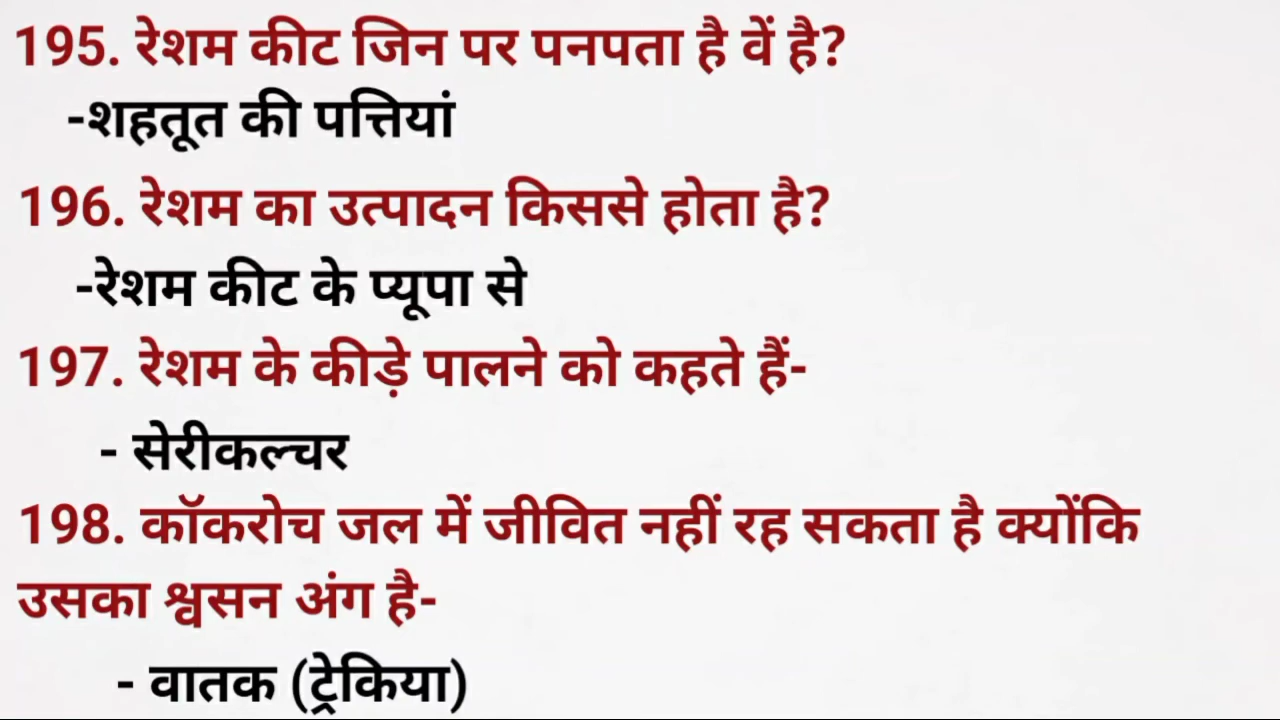 195. रेशम कीट जिन पर पनपता है वें है?
-शहतूत की पत्तियां
196. रेशम का उत्पादन किससे होता है?
-रेशम कीट के प्यूपा से
197. रेशम के कीड़े पालने को कहते हैं-
- सेरीकल्चर
198. कॉकरोच जल में जीवित नहीं रह सकता है क्योंकि
उसका श्वसन अंग है-
- वातक (ट्रेकिया)